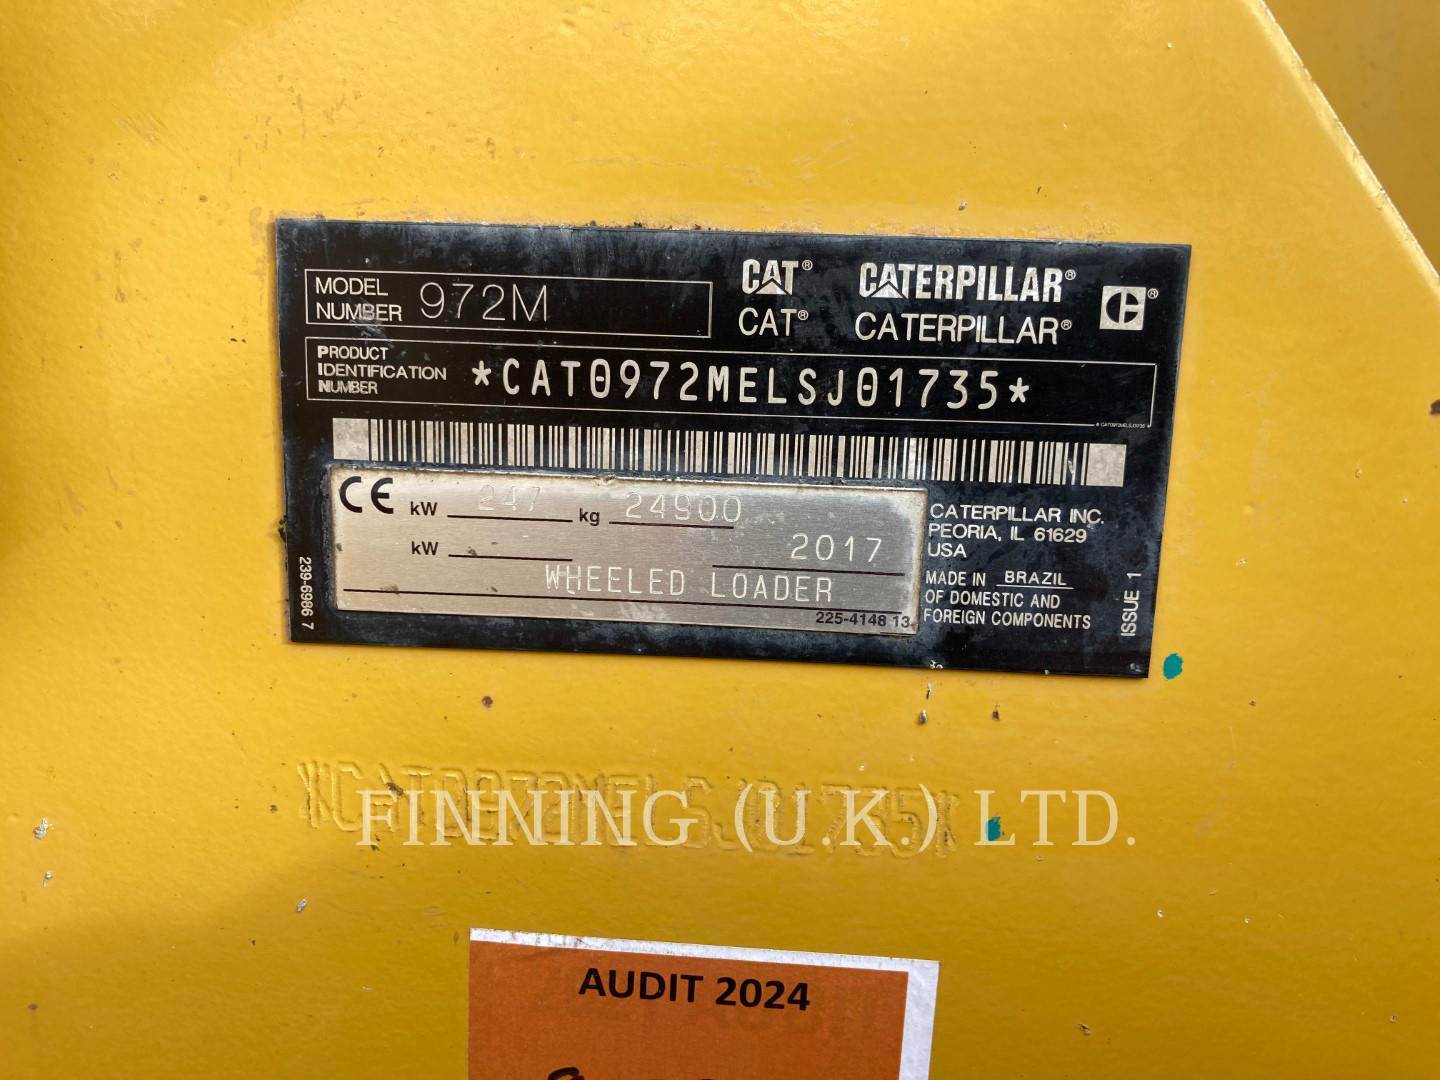 MODEL NUMBER 972M
CAT® CATERPILLAR®
CAT® CATERPILLAR®
PRODUCT IDENTIFICATION NUMBER *CAT0972MELSJ01735*
* CAT0972MELSJ01735 *
CE kW 247 kg 24900
kW 2017
WHEELED LOADER
225-4148 13
239-6986 7
CATERPILLAR INC.
PEORIA, IL 61629
USA
MADE IN BRAZIL
OF DOMESTIC AND
FOREIGN COMPONENTS
ISSUE 1
*CAT0972MELSJ01735*
FINNING (U.K.) LTD.
AUDIT 2024